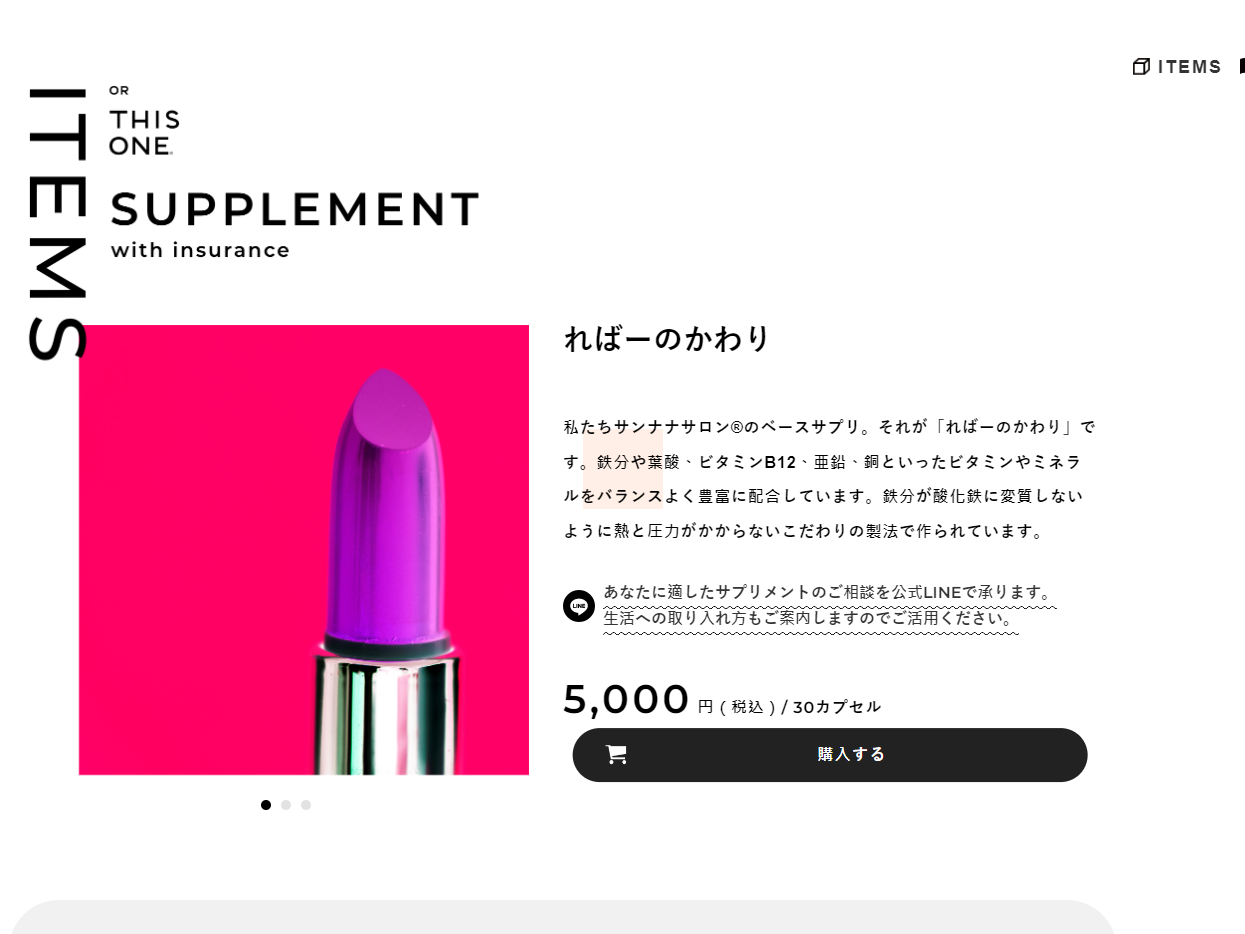 ITEMS
ITEMS
OR
THIS
ONE.
SUPPLEMENT
with insurance
ればーのかわり
私たちサンナナサロン®のベースサプリ。それが「ればーのかわり」で
す。鉄分や葉酸、ビタミンB12、亜鉛、銅といったビタミンやミネラ
ルをバランスよく豊富に配合しています。鉄分が酸化鉄に変質しない
ように熱と圧力がかからないこだわりの製法で作られています。
LINE
あなたに適したサプリメントのご相談を公式LINEで承ります。
生活への取り入れ方もご案内しますのでご活用ください。
5,000 円 ( 税込 ) / 30カプセル
購入する